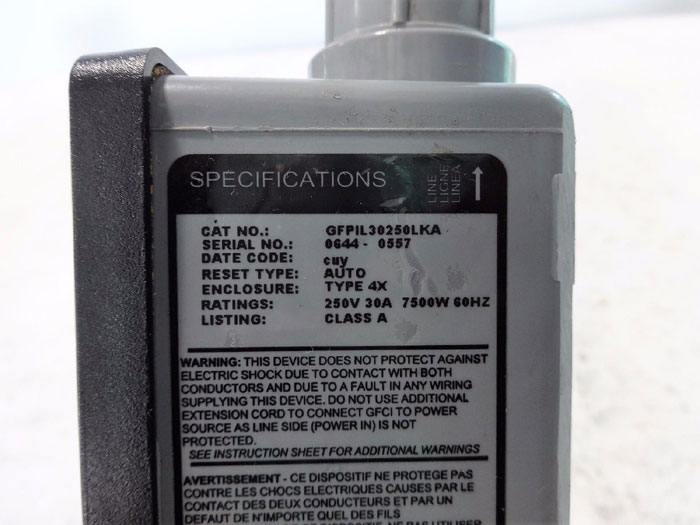 SPECIFICATIONS
LINE
LIGNE
LINEA
CAT NO.: GFPIL30250LKA
SERIAL NO.: 0644 - 0557
DATE CODE: cuy
RESET TYPE: AUTO
ENCLOSURE: TYPE 4X
RATINGS: 250V 30A 7500W 60HZ
LISTING: CLASS A
WARNING: THIS DEVICE DOES NOT PROTECT AGAINST
ELECTRIC SHOCK DUE TO CONTACT WITH BOTH
CONDUCTORS AND DUE TO A FAULT IN ANY WIRING
SUPPLYING THIS DEVICE. DO NOT USE ADDITIONAL
EXTENSION CORD TO CONNECT GFCI TO POWER
SOURCE AS LINE SIDE (POWER IN) IS NOT
PROTECTED.
SEE INSTRUCTION SHEET FOR ADDITIONAL WARNINGS
AVERTISSEMENT - CE DISPOSITIF NE PROTEGE PAS
CONTRE LES CHOCS ELECTRIQUES CAUSES PAR LE
CONTACT DES DEUX CONDUCTEURS ET PAR UN
DEFAUT DE N'IMPORTE QUEL DES FILS